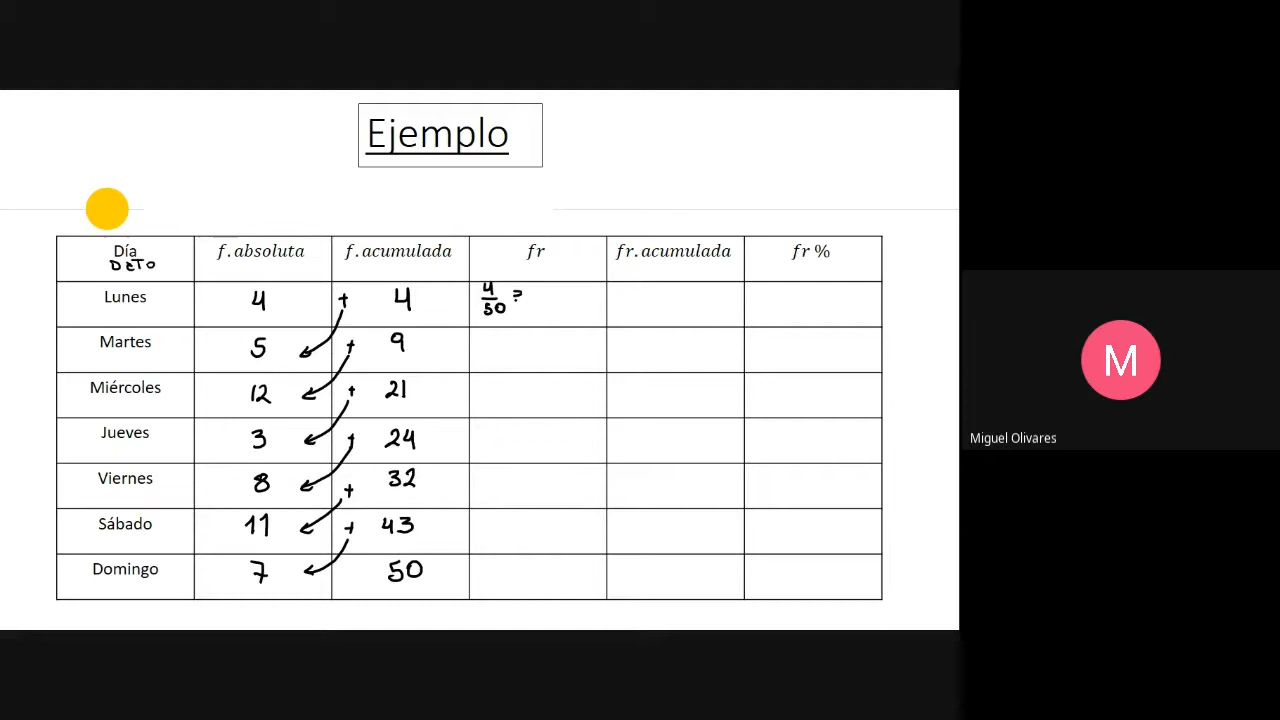 Ejemplo
Día f.absoluta f.acumulada fr fr.acumulada fr %
DETO
Lunes 4 + 4 4/50 =
Martes 5 + 9
Miércoles 12 + 21
Jueves 3 + 24
Viernes 8 + 32
Sábado 11 + 43
Domingo 7 50
M
Miguel Olivares